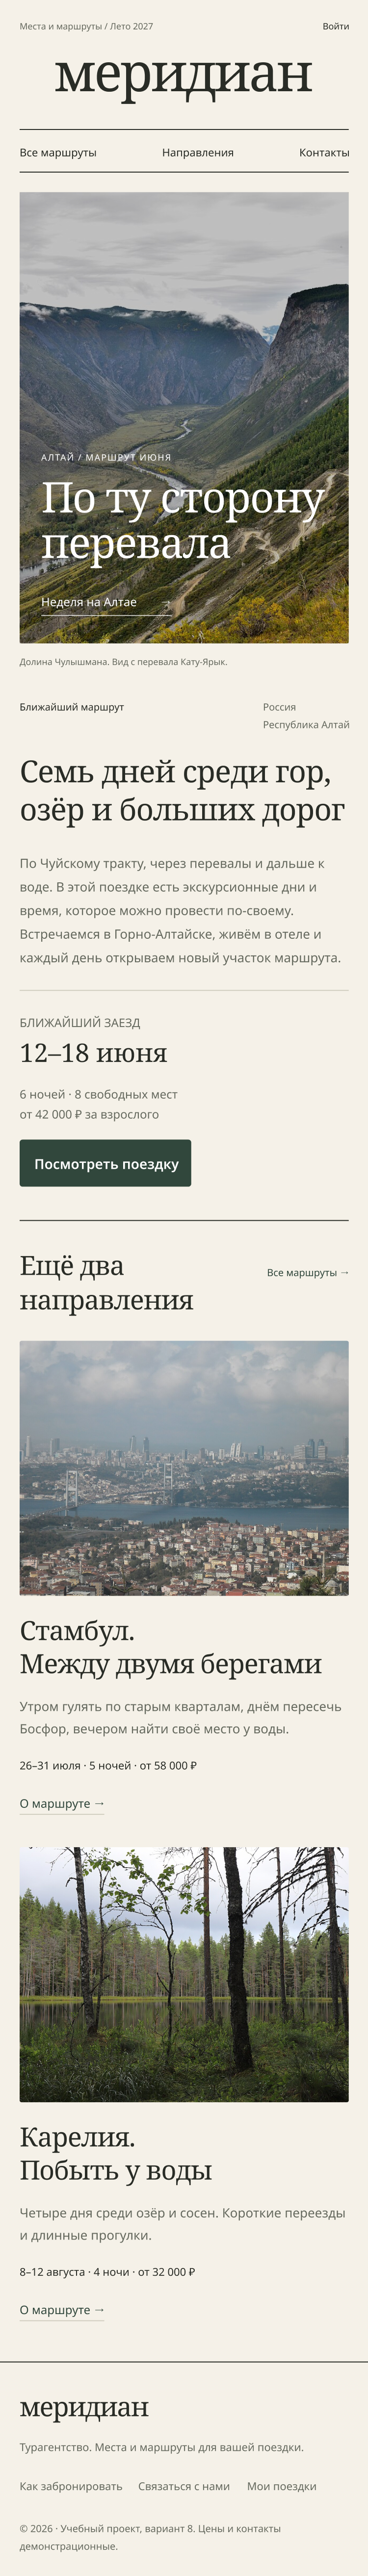 Места и маршруты / Лето 2027
Войти
меридиан
Все маршруты
Направления
Контакты
АЛТАЙ / МАРШРУТ ИЮНЯ
По ту сторону
перевала
Неделя на Алтае →
Долина Чулышмана. Вид с перевала Кату-Ярык.
Ближайший маршрут
Россия
Республика Алтай
Семь дней среди гор,
озёр и больших дорог
По Чуйскому тракту, через перевалы и дальше к
воде. В этой поездке есть экскурсионные дни и
время, которое можно провести по-своему.
Встречаемся в Горно-Алтайске, живём в отеле и
каждый день открываем новый участок маршрута.
БЛИЖАЙШИЙ ЗАЕЗД
12–18 июня
6 ночей · 8 свободных мест
от 42 000 ₽ за взрослого
Посмотреть поездку
Ещё два
направления
Все маршруты →
Стамбул.
Между двумя берегами
Утром гулять по старым кварталам, днём пересечь
Босфор, вечером найти своё место у воды.
26–31 июля · 5 ночей · от 58 000 ₽
О маршруте →
Карелия.
Побыть у воды
Четыре дня среди озёр и сосен. Короткие переезды
и длинные прогулки.
8–12 августа · 4 ночи · от 32 000 ₽
О маршруте →
меридиан
Турагентство. Места и маршруты для вашей поездки.
Как забронировать
Связаться с нами
Мои поездки
© 2026 · Учебный проект, вариант 8. Цены и контакты
демонстрационные.